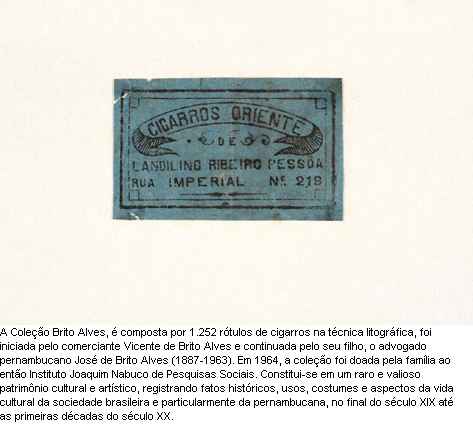 CIGARROS ORIENTE
DE
LANDILINO RIBEIRO PESSÔA
RUA IMPERIAL Nº. 219
A Coleção Brito Alves, é composta por 1.252 rótulos de cigarros na técnica litográfica, foi
iniciada pelo comerciante Vicente de Brito Alves e continuada pelo seu filho, o advogado
pernambucano José de Brito Alves (1887-1963). Em 1964, a coleção foi doada pela família ao
então Instituto Joaquim Nabuco de Pesquisas Sociais. Constitui-se em um raro e valioso
patrimônio cultural e artístico, registrando fatos históricos, usos, costumes e aspectos da vida
cultural da sociedade brasileira e particularmente da pernambucana, no final do século XIX até
as primeiras décadas do século XX.